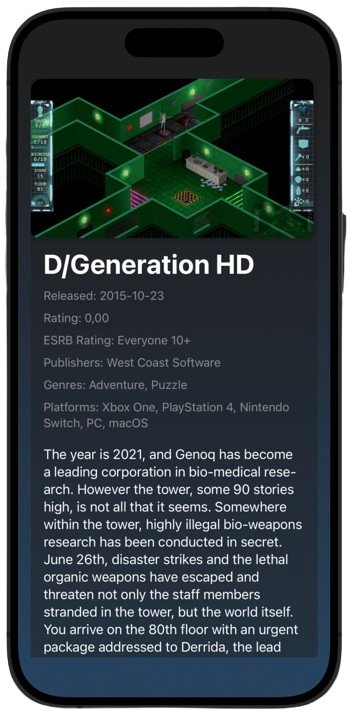 D/Generation HD
Released: 2015-10-23
Rating: 0,00
ESRB Rating: Everyone 10+
Publishers: West Coast Software
Genres: Adventure, Puzzle
Platforms: Xbox One, PlayStation 4, Nintendo
Switch, PC, macOS
The year is 2021, and Genoq has become
a leading corporation in bio-medical rese-
arch. However the tower, some 90 stories
high, is not all that it seems. Somewhere
within the tower, highly illegal bio-weapons
research has been conducted in secret.
June 26th, disaster strikes and the lethal
organic weapons have escaped and
threaten not only the staff members
stranded in the tower, but the world itself.
You arrive on the 80th floor with an urgent
package addressed to Derrida, the lead